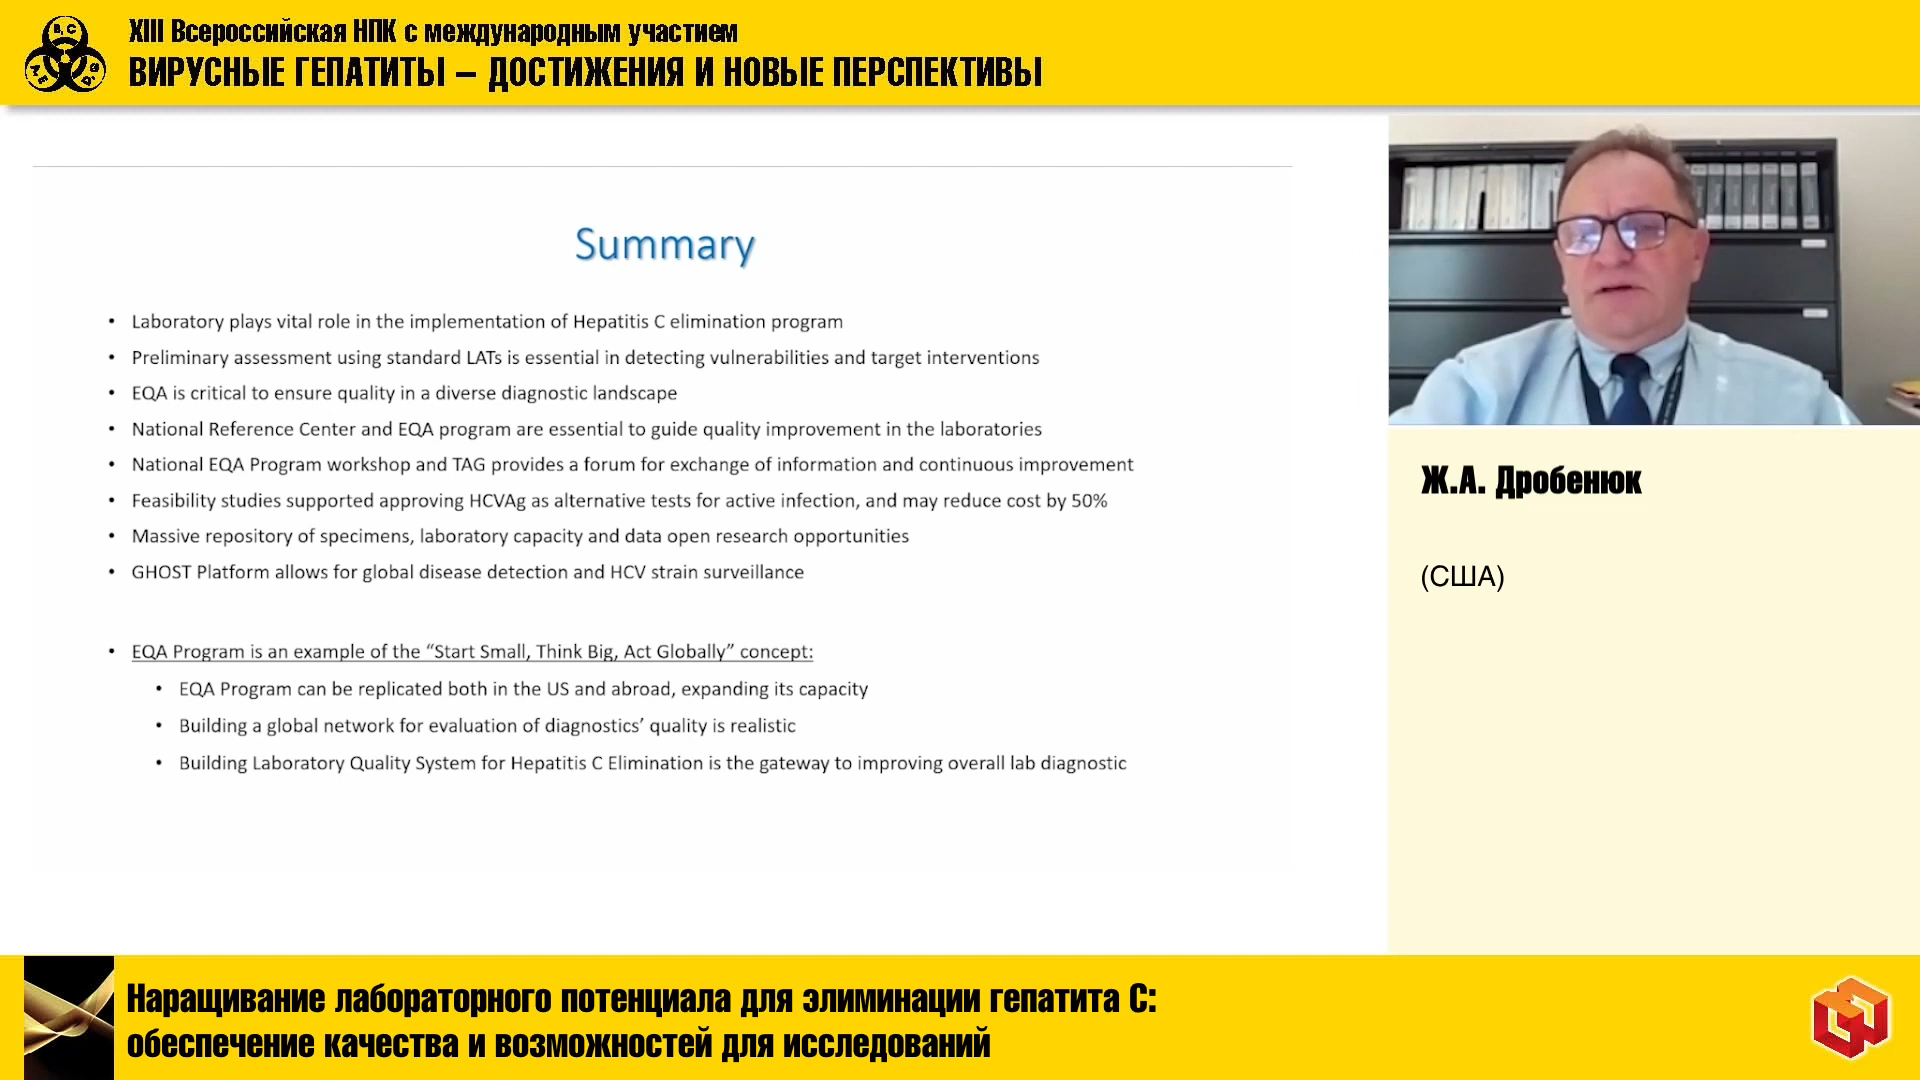 XIII Всероссийская НПК с международным участием
ВИРУСНЫЕ ГЕПАТИТЫ – ДОСТИЖЕНИЯ И НОВЫЕ ПЕРСПЕКТИВЫ
B, C
Summary
• Laboratory plays vital role in the implementation of Hepatitis C elimination program
• Preliminary assessment using standard LATs is essential in detecting vulnerabilities and target interventions
• EQA is critical to ensure quality in a diverse diagnostic landscape
• National Reference Center and EQA program are essential to guide quality improvement in the laboratories
• National EQA Program workshop and TAG provides a forum for exchange of information and continuous improvement
• Feasibility studies supported approving HCVAg as alternative tests for active infection, and may reduce cost by 50%
• Massive repository of specimens, laboratory capacity and data open research opportunities
• GHOST Platform allows for global disease detection and HCV strain surveillance
• EQA Program is an example of the “Start Small, Think Big, Act Globally” concept:
• EQA Program can be replicated both in the US and abroad, expanding its capacity
• Building a global network for evaluation of diagnostics’ quality is realistic
• Building Laboratory Quality System for Hepatitis C Elimination is the gateway to improving overall lab diagnostic
Ж.А. Дробенюк
(США)
Наращивание лабораторного потенциала для элиминации гепатита С:
обеспечение качества и возможностей для исследований